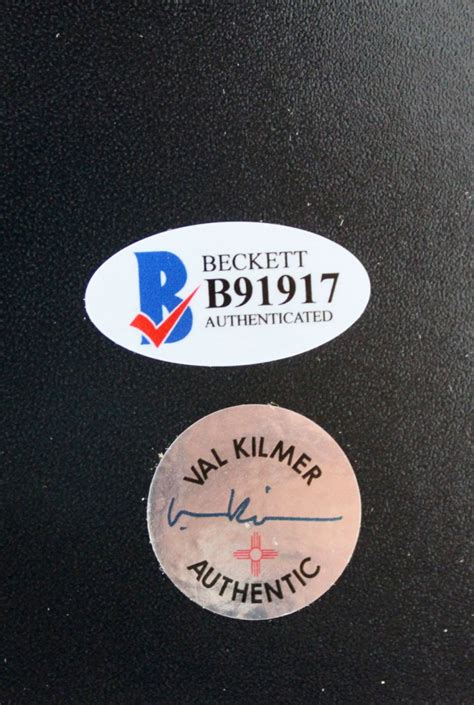 B
BECKETT
B91917
AUTHENTICATED
VAL KILMER
AUTHENTIC